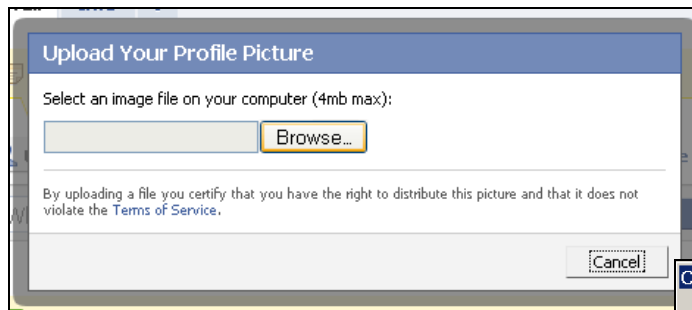 Upload Your Profile Picture
Select an image file on your computer (4mb max):
Browse...
By uploading a file you certify that you have the right to distribute this picture and that it does not
violate the Terms of Service.
Cancel